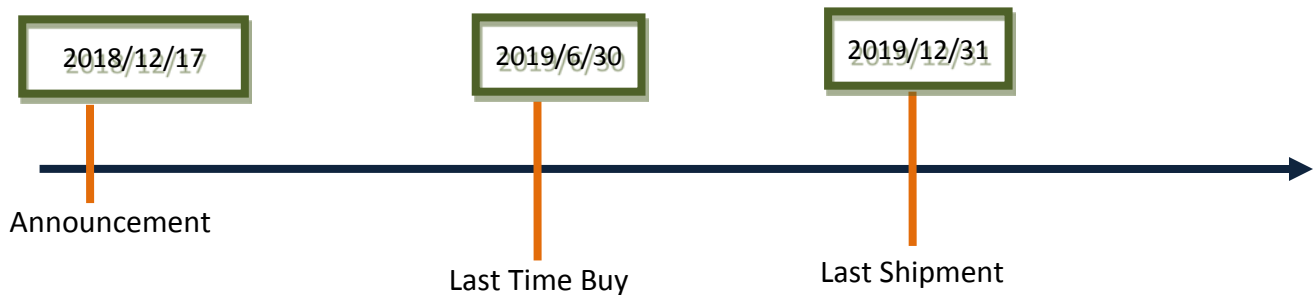 2018/12/17
2019/6/30
2019/12/31
Announcement
Last Time Buy
Last Shipment